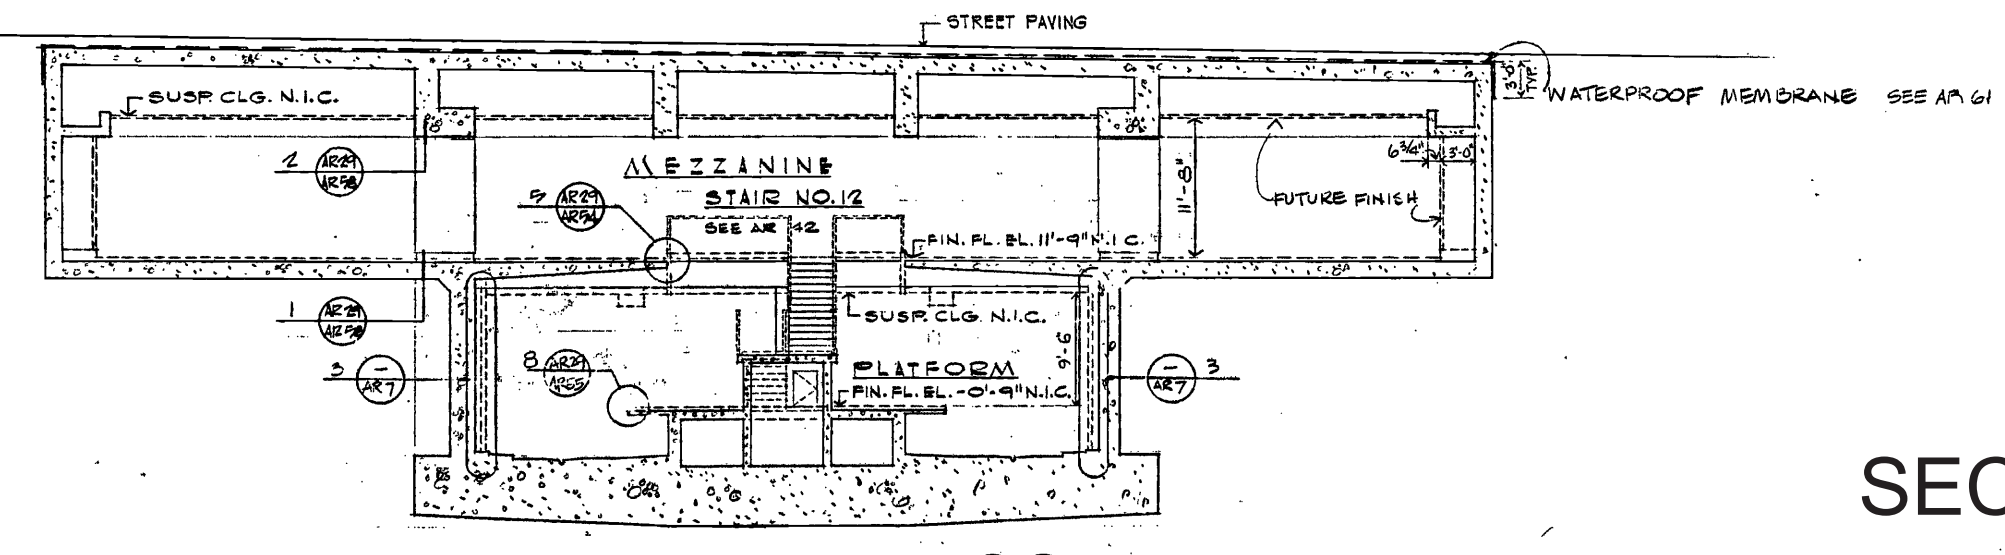 STREET PAVING
SUSP. CLG. N.I.C.
3'-0"
TYP.
WATERPROOF MEMBRANE SEE AR 61
2
AR29
AR58
MEZZANINE
STAIR NO. 12
SEE AR 42
5
AR29
AR54
11'-8"
6 3/4"
3'-0"
FUTURE FINISH
FIN. FL. EL. 11'-9" N.I.C.
1
AR29
AR58
SUSP. CLG. N.I.C.
9'-6"
3
-
AR7
8
AR29
AR55
PLATFORM
FIN. FL. EL. -0'-9" N.I.C.
-
AR7
3
SEC